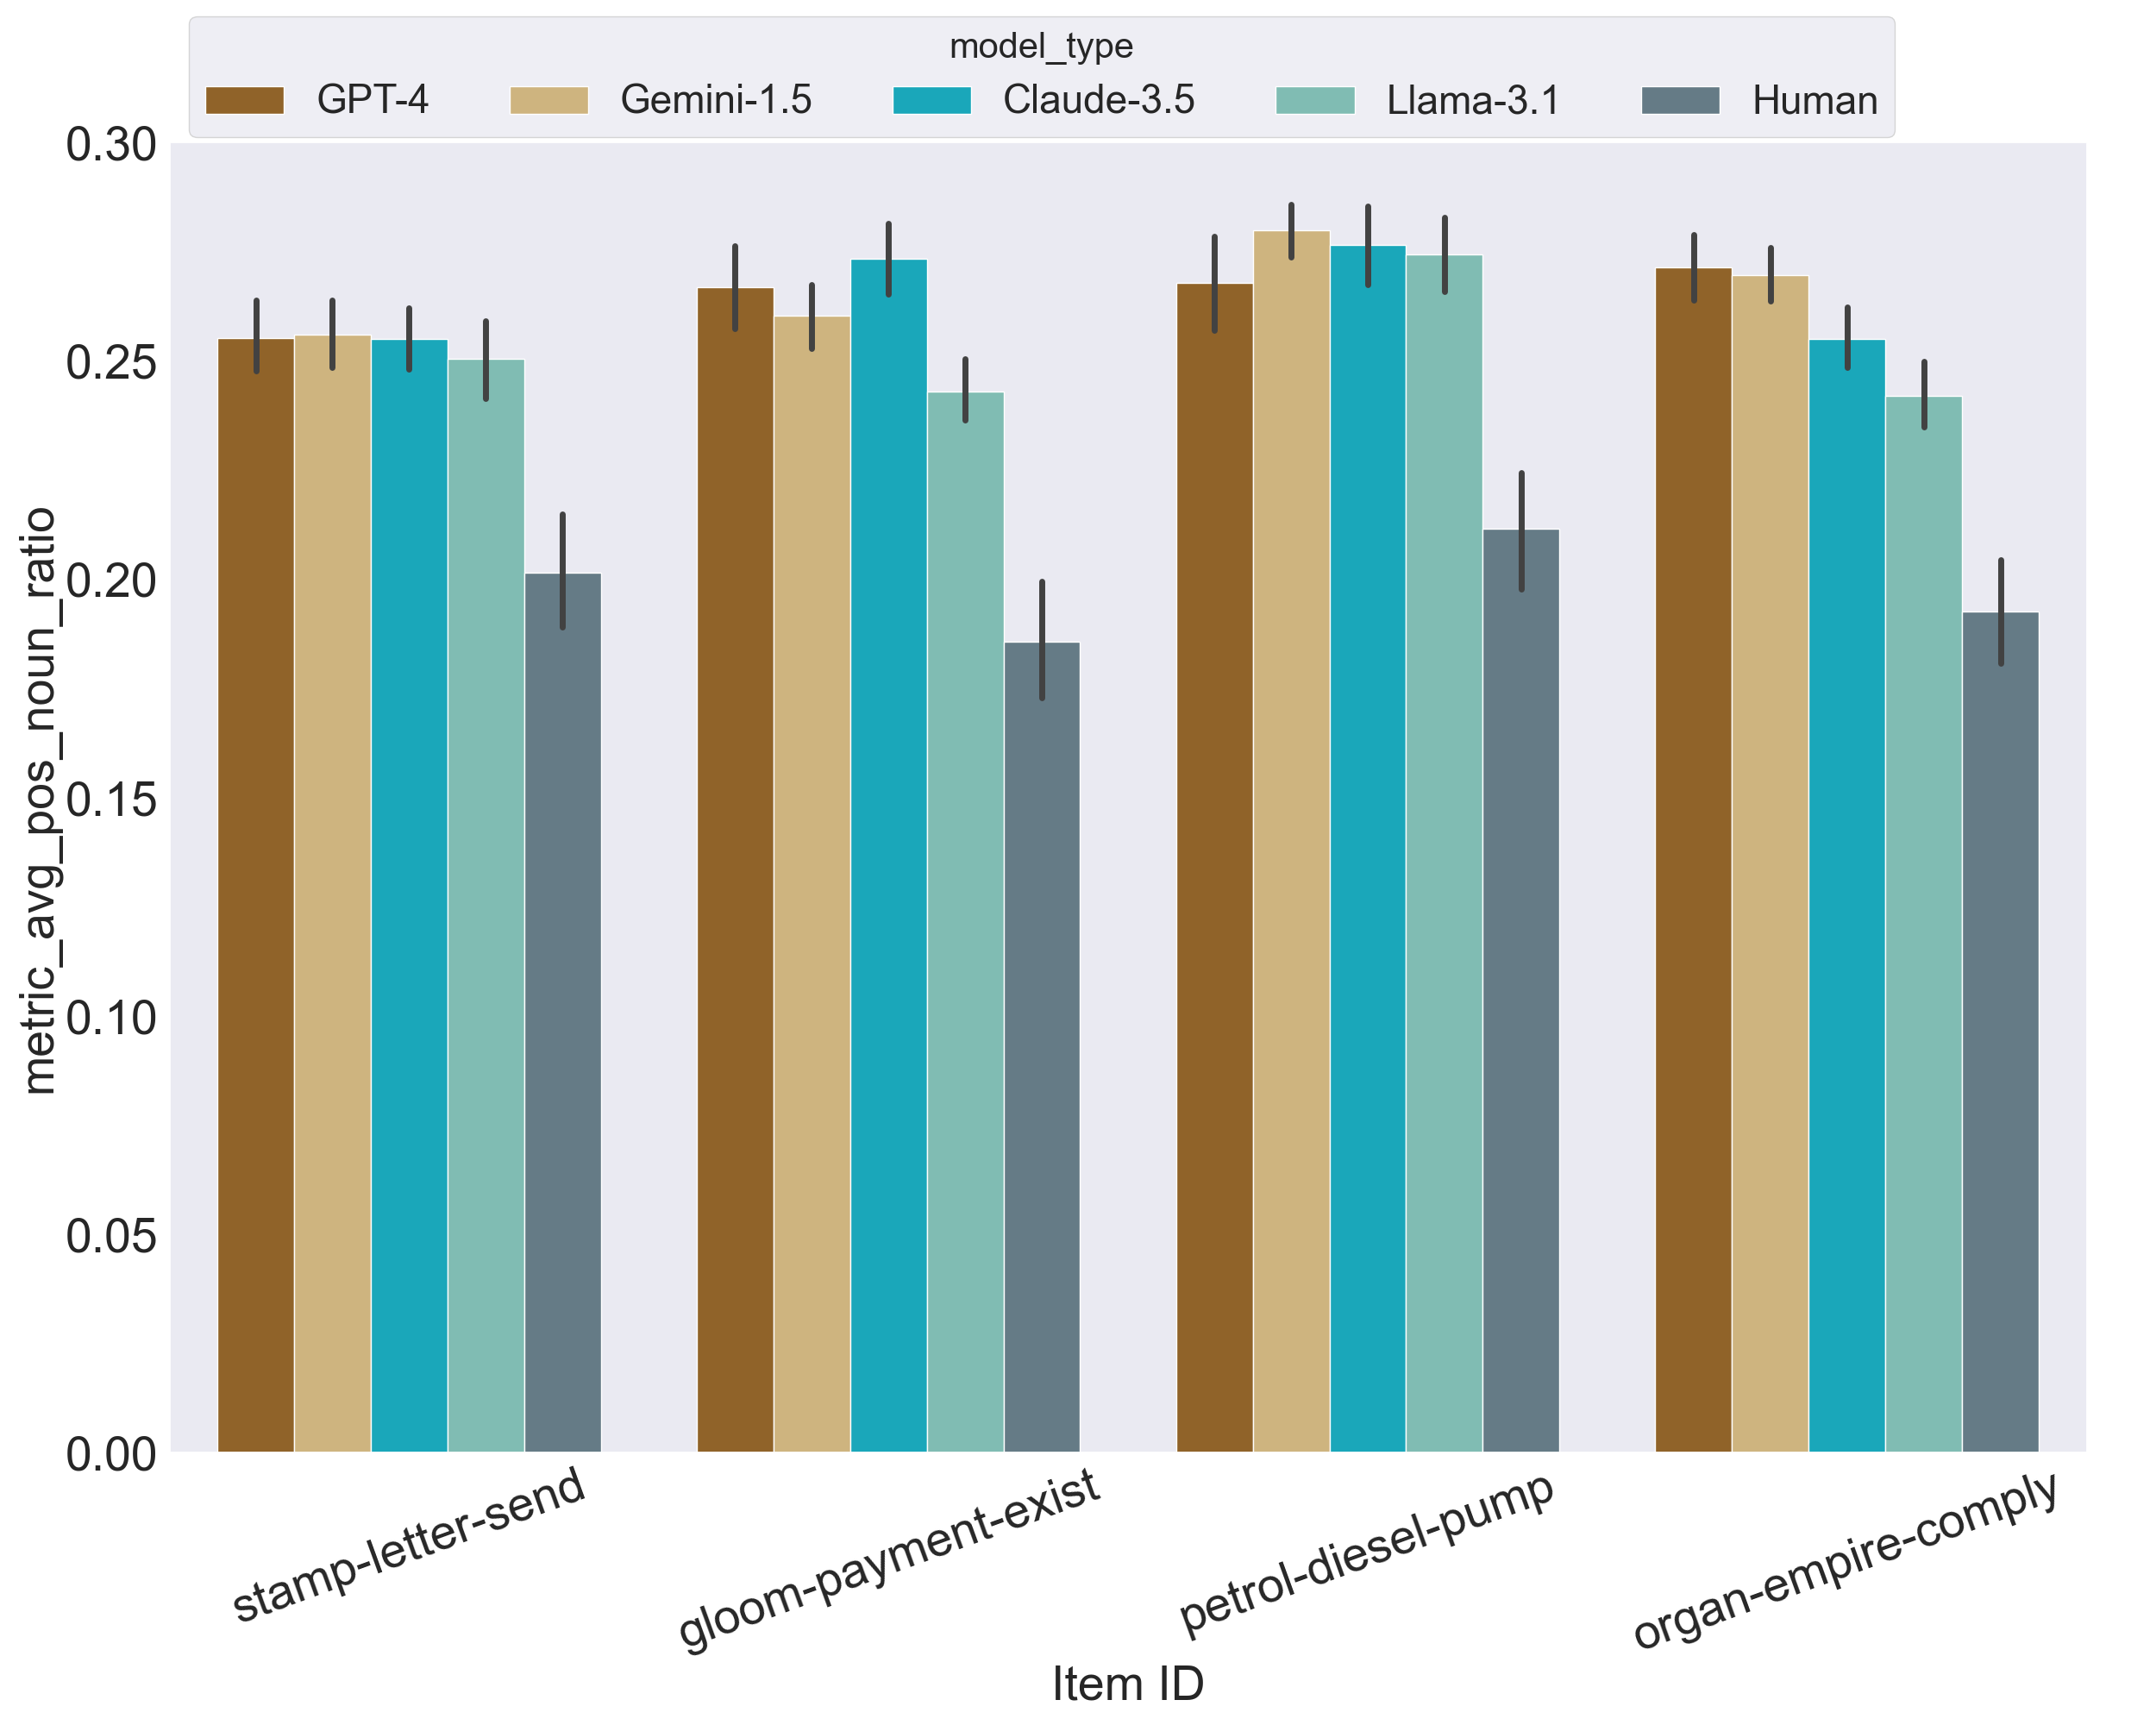 model_type
GPT-4 Gemini-1.5 Claude-3.5 Llama-3.1 Human
metric_avg_pos_noun_ratio
0.30
0.25
0.20
0.15
0.10
0.05
0.00
stamp-letter-send
gloom-payment-exist
petrol-diesel-pump
organ-empire-comply
Item ID